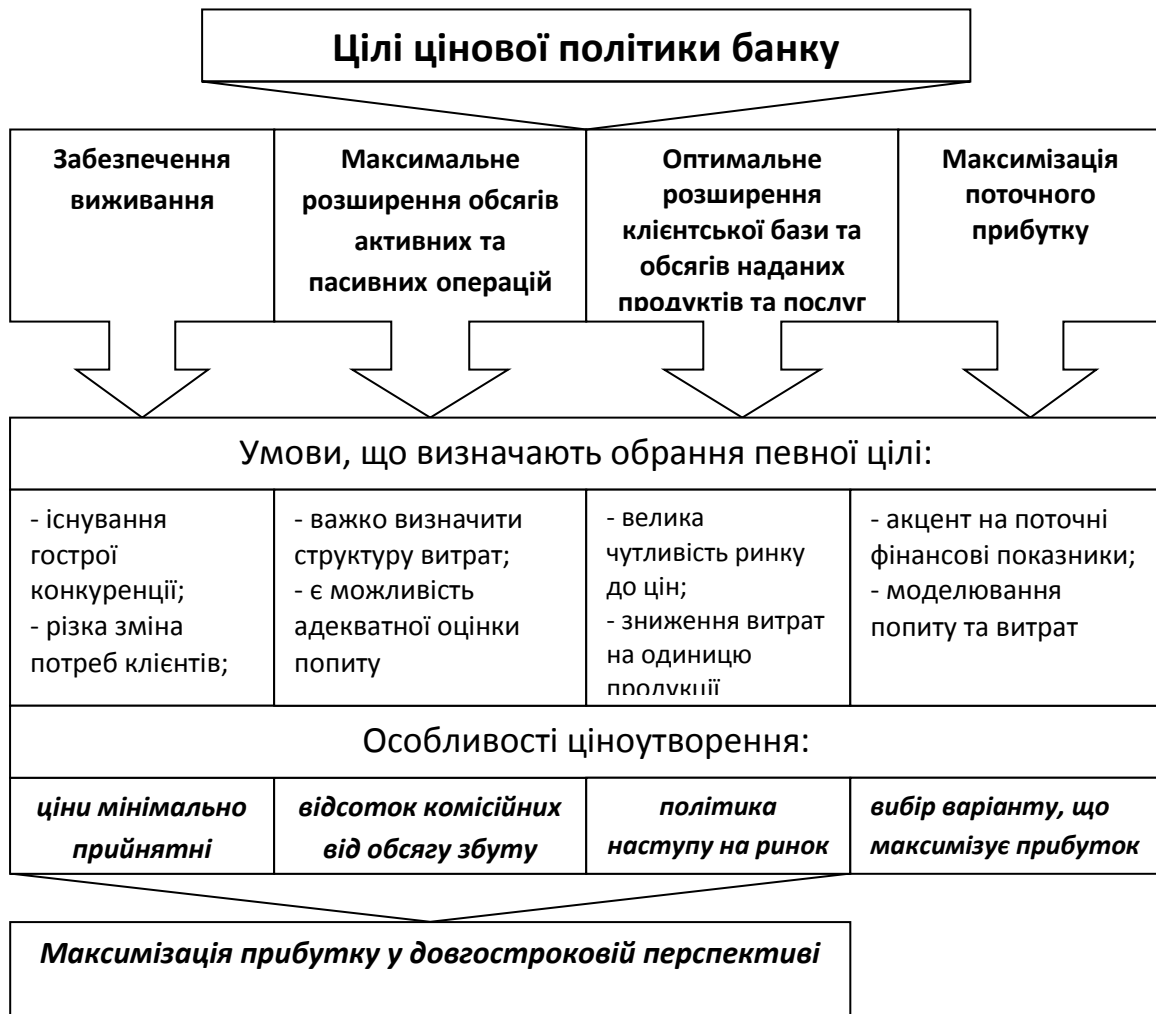 Цілі цінової політики банку
Забезпечення
виживання
Максимальне
розширення обсягів
активних та
пасивних операцій
Оптимальне
розширення
клієнтської бази та
обсягів наданих
продуктів та послуг
Максимізація
поточного
прибутку
Умови, що визначають обрання певної цілі:
- існування
гострої
конкуренції;
- різка зміна
потреб клієнтів;
- важко визначити
структуру витрат;
- є можливість
адекватної оцінки
попиту
- велика
чутливість ринку
до цін;
- зниження витрат
на одиницю
продукції
- акцент на поточні
фінансові показники;
- моделювання
попиту та витрат
Особливості ціноутворення:
ціни мінімально
прийнятні
відсоток комісійних
від обсягу збуту
політика
наступу на ринок
вибір варіанту, що
максимізує прибуток
Максимізація прибутку у довгостроковій перспективі